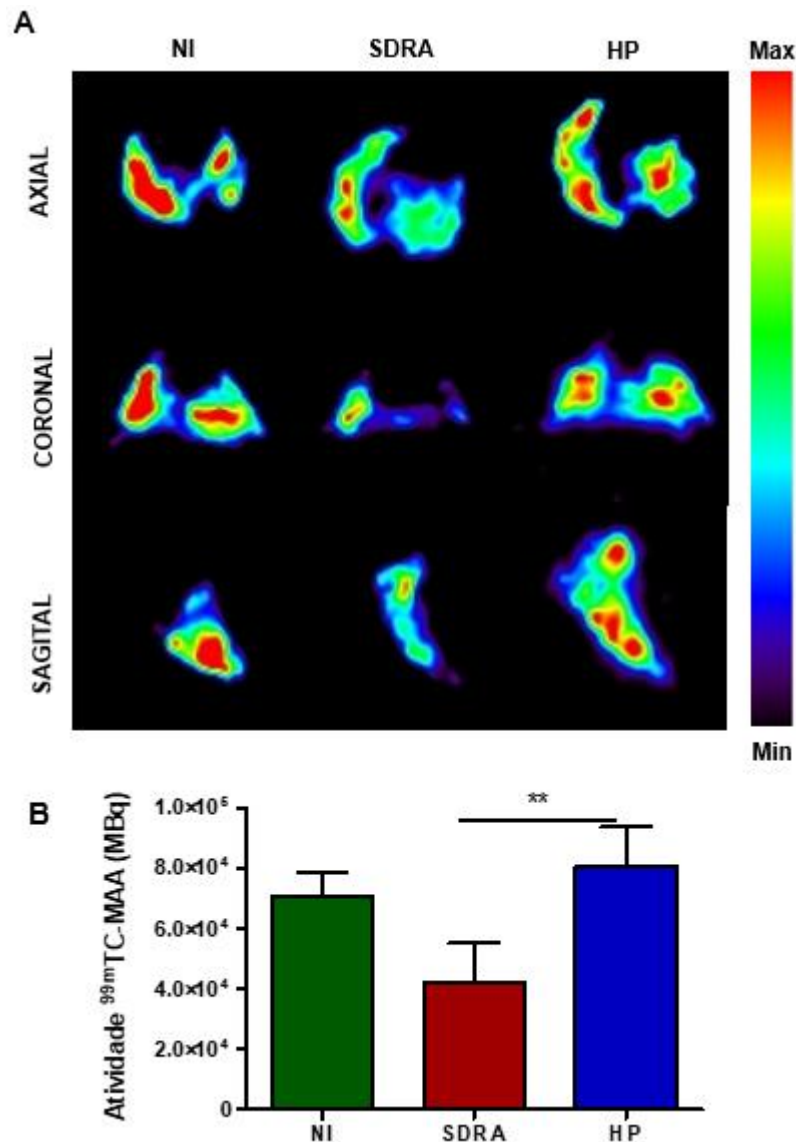 A
NI SDRA HP Max
AXIAL
CORONAL
SAGITAL
Min
B
Atividade ⁹⁹ᵐTC-MAA (MBq)
1.0×10⁵
8.0×10⁴
6.0×10⁴
4.0×10⁴
2.0×10⁴
0
**
NI SDRA HP